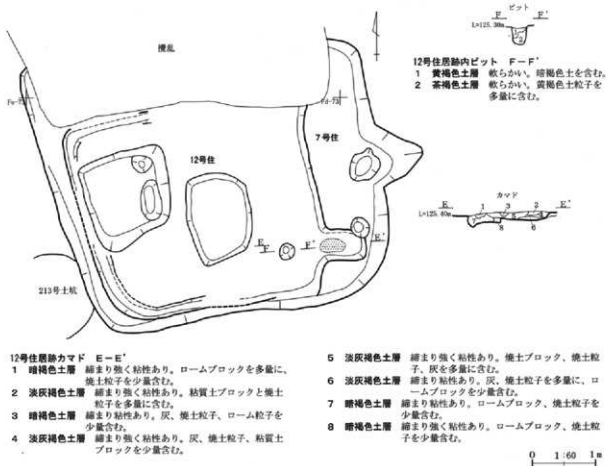 攪乱
ピット
F F'
L=125.30m
12号住居跡内ピット F-F'
1 黄褐色土層 軟らかい。暗褐色土を含む。
2 茶褐色土層 軟らかい。黄褐色土粒子を
多量に含む。
7号住
12号住
カマド
E 1 3 2 E'
L=125.40m
8 6
E F F' E'
213号土坑
12号住居跡カマド E-E'
1 暗褐色土層 締まり強く粘性あり。ロームブロックを多量に、
焼土粒子を少量含む。
2 淡灰褐色土層 締まり強く粘性あり。粘質土ブロックと焼土
粒子を多量に含む。
3 暗褐色土層 締まり粘性あり。灰、焼土粒子、ローム粒子を
少量含む。
4 淡灰褐色土層 締まり強く粘性あり。灰、焼土粒子、粘質土
ブロックを少量含む。
5 淡灰褐色土層 締まり強く粘性あり。焼土ブロック、焼土粒
子、灰を多量に含む。
6 淡灰褐色土層 締まり粘性あり。灰、焼土粒子を多量に、ロ
ームブロックを少量含む。
7 暗褐色土層 締まり粘性あり。ロームブロック、焼土粒子を
少量含む。
8 暗褐色土層 締まり強く粘性あり。ロームブロック、焼土粒
子を少量含む。
0 1:60 1m